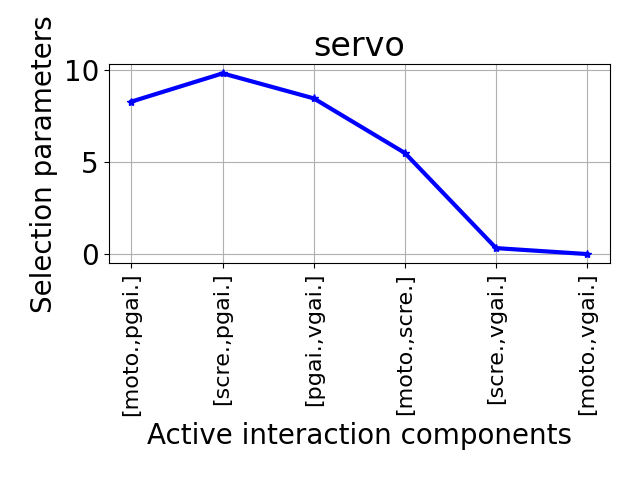 servo
Selection parameters
10
5
0
[moto.,pgai.]
[scre.,pgai.]
[pgai.,vgai.]
[moto.,scre.]
[scre.,vgai.]
[moto.,vgai.]
Active interaction components